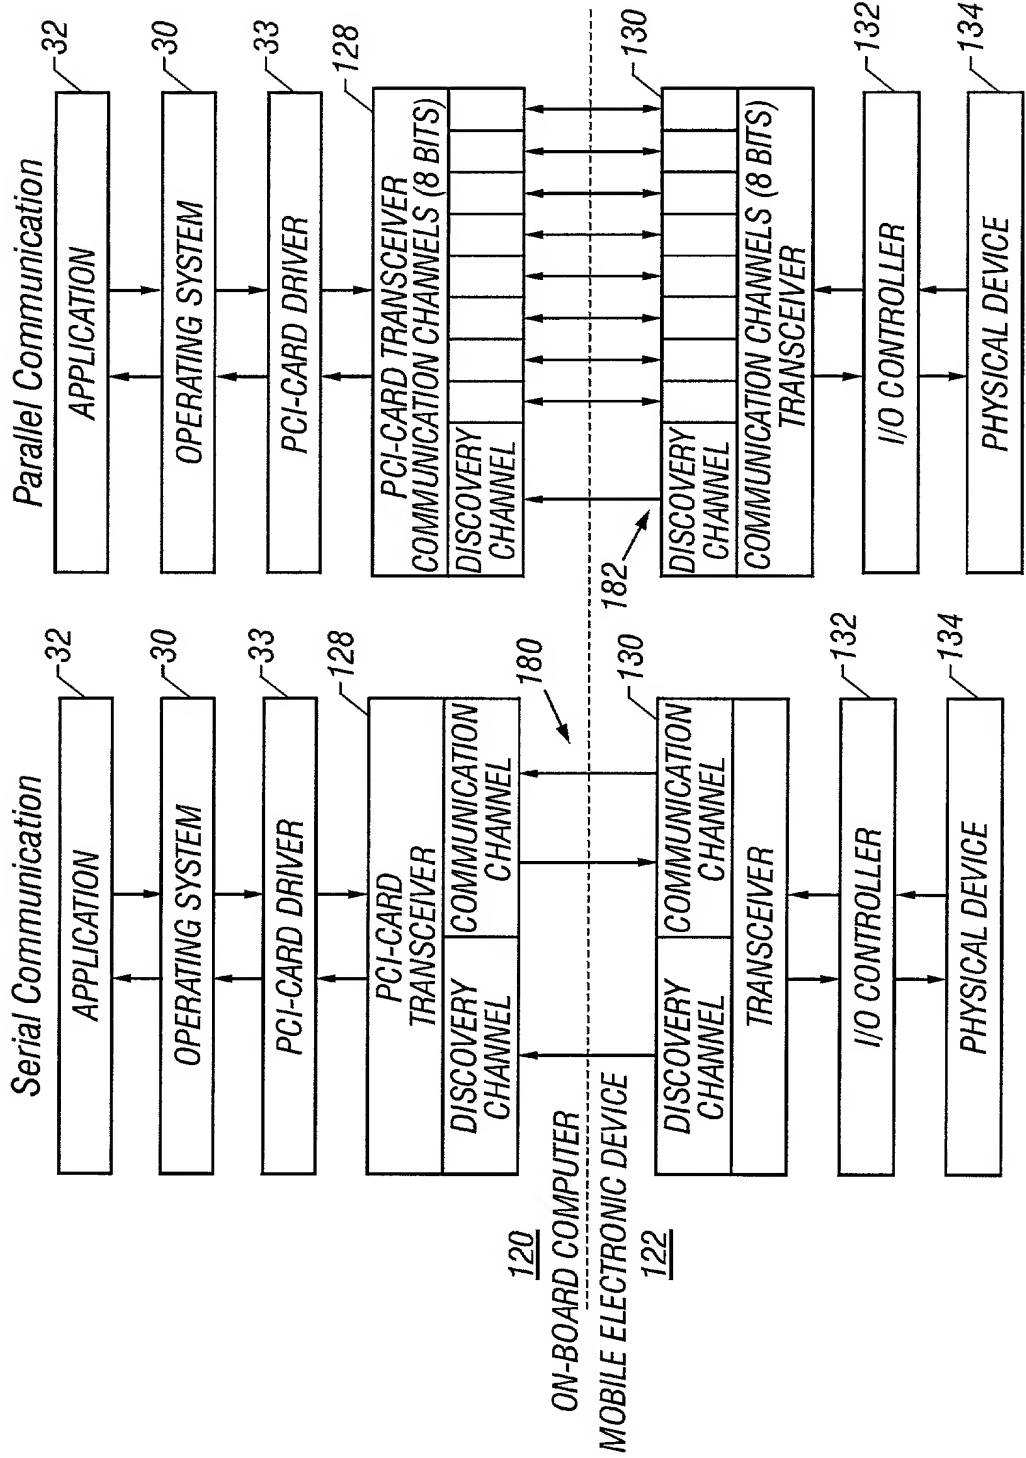 Serial Communication
APPLICATION
32
OPERATING SYSTEM
30
PCI-CARD DRIVER
33
PCI-CARD
TRANSCEIVER
128
DISCOVERY
CHANNEL
COMMUNICATION
CHANNEL
180
120
ON-BOARD COMPUTER
MOBILE ELECTRONIC DEVICE
122
DISCOVERY
CHANNEL
COMMUNICATION
CHANNEL
130
TRANSCEIVER
I/O CONTROLLER
132
PHYSICAL DEVICE
134
Parallel Communication
APPLICATION
32
OPERATING SYSTEM
30
PCI-CARD DRIVER
33
PCI-CARD TRANSCEIVER
COMMUNICATION CHANNELS (8 BITS)
128
DISCOVERY
CHANNEL
182
DISCOVERY
CHANNEL
130
COMMUNICATION CHANNELS (8 BITS)
TRANSCEIVER
I/O CONTROLLER
132
PHYSICAL DEVICE
134